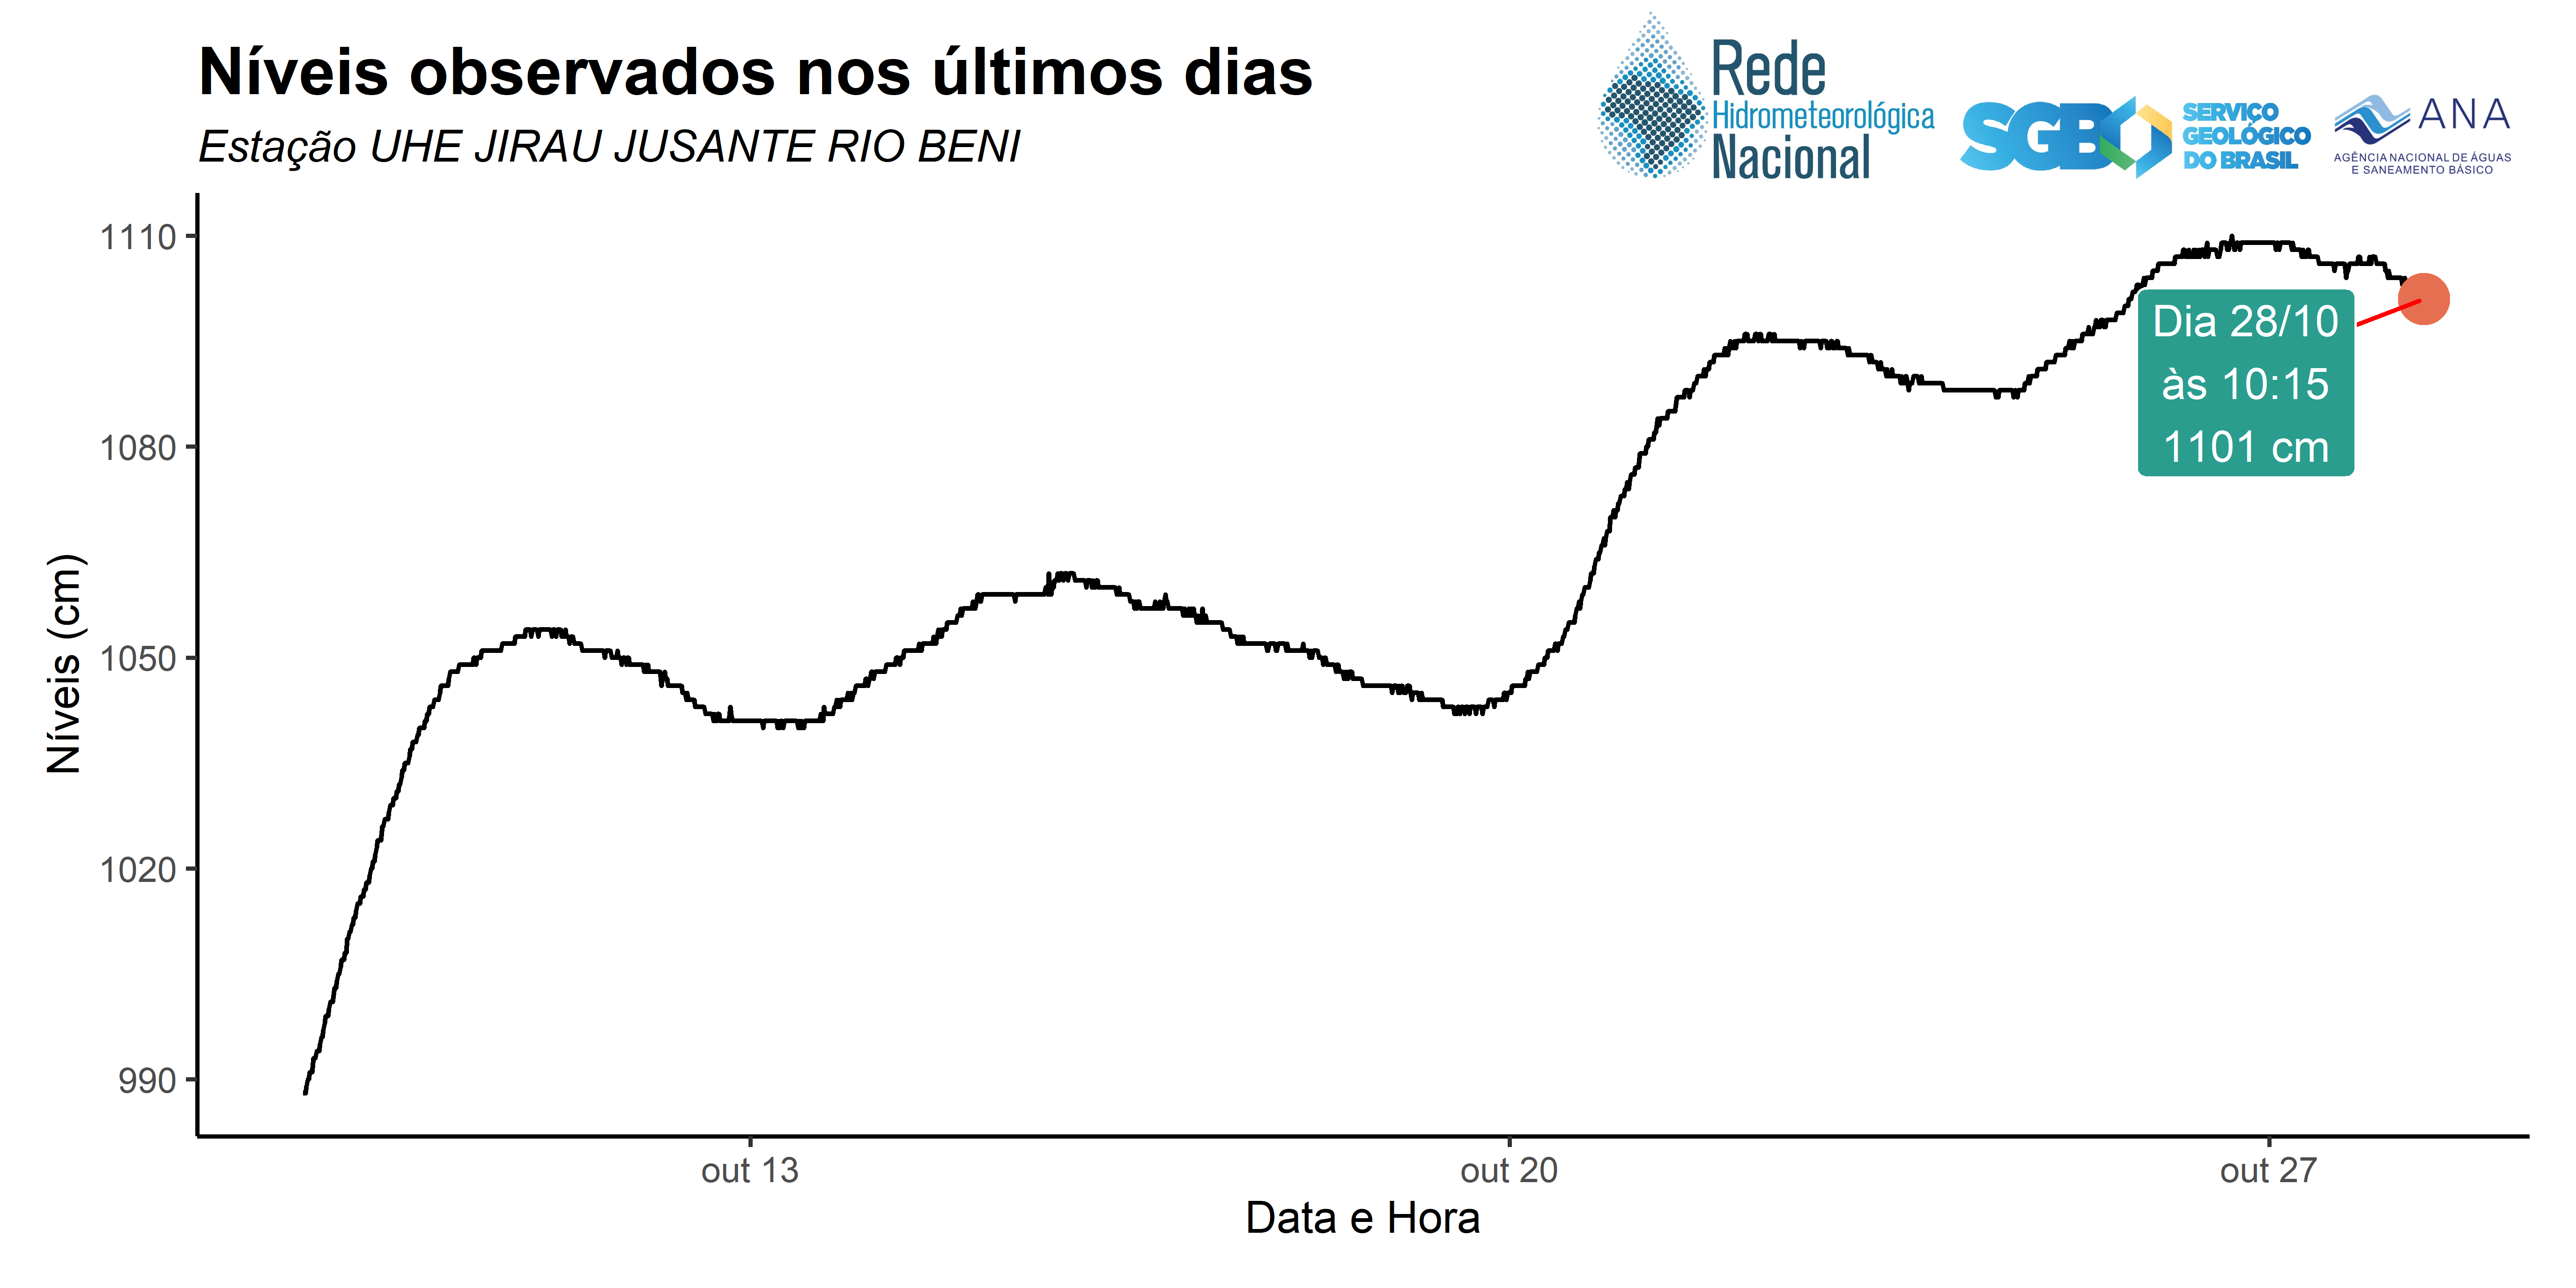 Níveis observados nos últimos dias
Estação UHE JIRAU JUSANTE RIO BENI
Rede
Hidrometeorológica
Nacional
SGB
SERVIÇO
GEOLÓGICO
DO BRASIL
ANA
AGÊNCIA NACIONAL DE ÁGUAS
E SANEAMENTO BÁSICO
Níveis (cm)
1110
1080
1050
1020
990
Dia 28/10
às 10:15
1101 cm
out 13
out 20
out 27
Data e Hora